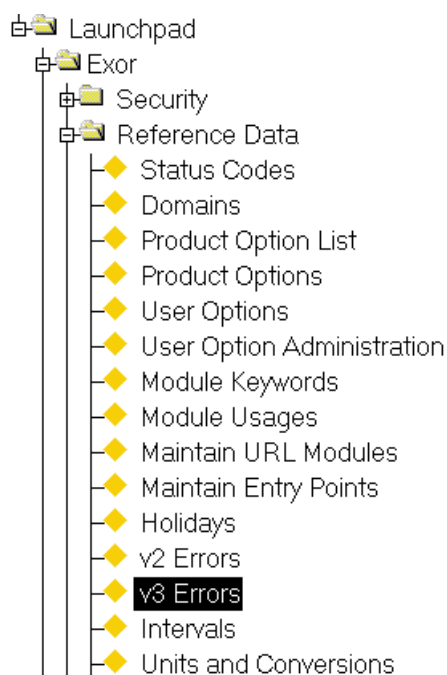 Launchpad
Exor
Security
Reference Data
Status Codes
Domains
Product Option List
Product Options
User Options
User Option Administration
Module Keywords
Module Usages
Maintain URL Modules
Maintain Entry Points
Holidays
v2 Errors
v3 Errors
Intervals
Units and Conversions